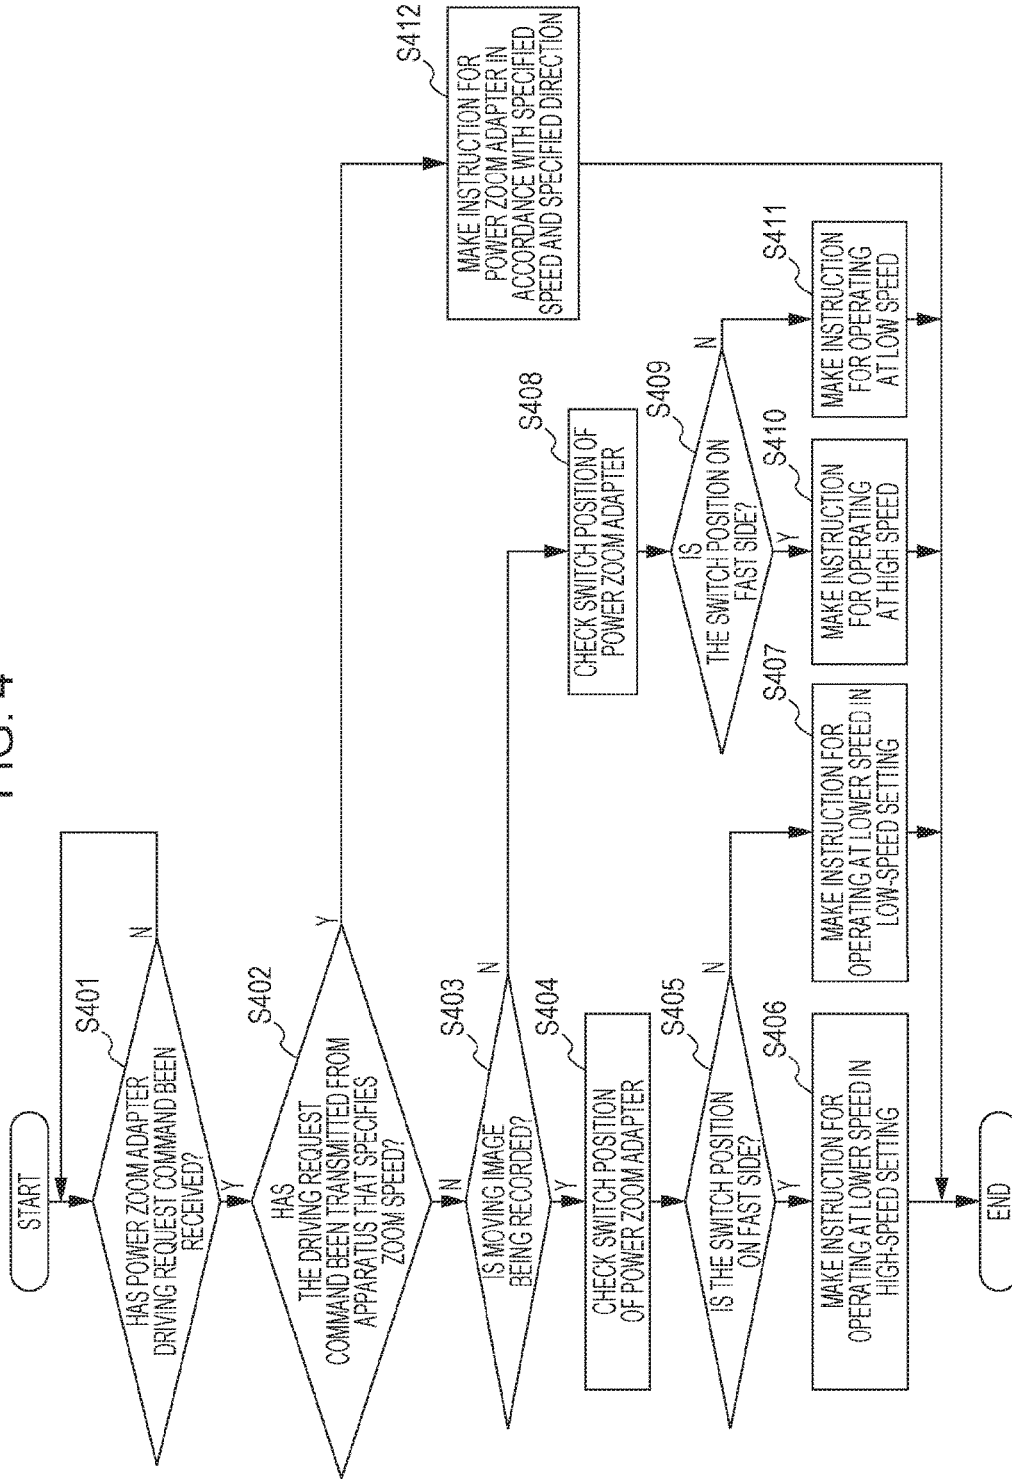 FIG. 4
START
S401
HAS POWER ZOOM ADAPTER
DRIVING REQUEST COMMAND BEEN
RECEIVED?
N
Y
S402
HAS
THE DRIVING REQUEST
COMMAND BEEN TRANSMITTED FROM
APPARATUS THAT SPECIFIES
ZOOM SPEED?
Y
N
S403
IS MOVING IMAGE
BEING RECORDED?
N
Y
S404
CHECK SWITCH POSITION
OF POWER ZOOM ADAPTER
S405
IS THE SWITCH POSITION
ON FAST SIDE?
N
Y
S406
MAKE INSTRUCTION FOR
OPERATING AT LOWER SPEED IN
HIGH-SPEED SETTING
S407
MAKE INSTRUCTION FOR
OPERATING AT LOWER SPEED IN
LOW-SPEED SETTING
S408
CHECK SWITCH POSITION OF
POWER ZOOM ADAPTER
S409
IS
THE SWITCH POSITION ON
FAST SIDE?
N
Y
S410
MAKE INSTRUCTION
FOR OPERATING
AT HIGH SPEED
S411
MAKE INSTRUCTION
FOR OPERATING
AT LOW SPEED
S412
MAKE INSTRUCTION FOR
POWER ZOOM ADAPTER IN
ACCORDANCE WITH SPECIFIED
SPEED AND SPECIFIED DIRECTION
END